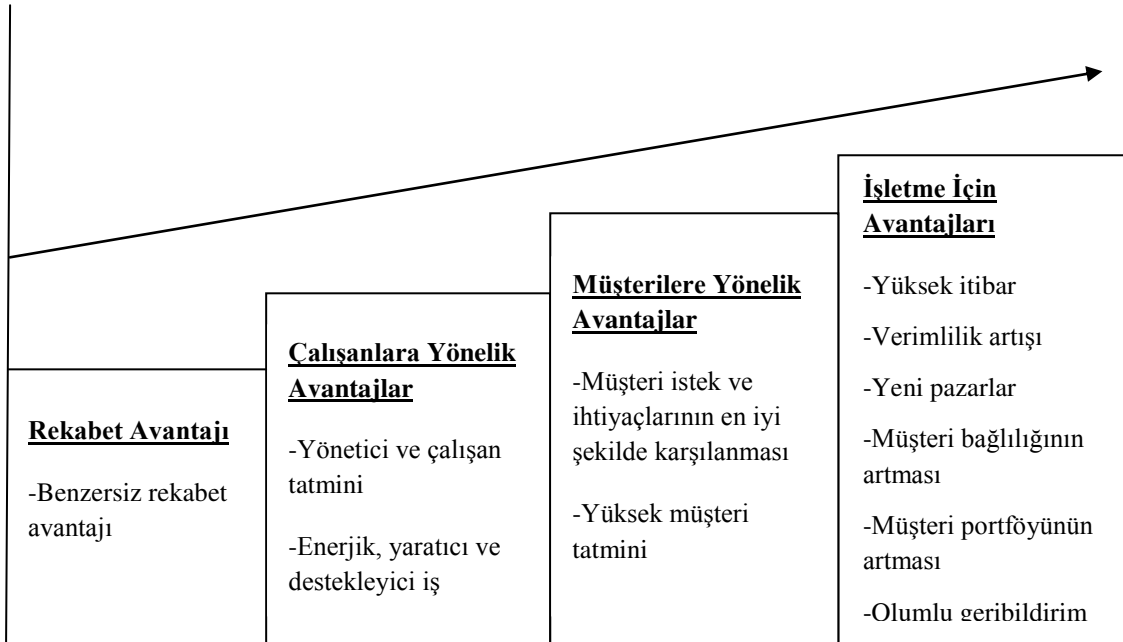 Rekabet Avantajı
-Benzersiz rekabet
avantajı
Çalışanlara Yönelik
Avantajlar
-Yönetici ve çalışan
tatmini
-Enerjik, yaratıcı ve
destekleyici iş
Müşterilere Yönelik
Avantajlar
-Müşteri istek ve
ihtiyaçlarının en iyi
şekilde karşılanması
-Yüksek müşteri
tatmini
İşletme İçin
Avantajları
-Yüksek itibar
-Verimlilik artışı
-Yeni pazarlar
-Müşteri bağlılığının
artması
-Müşteri portföyünün
artması
-Olumlu geribildirim